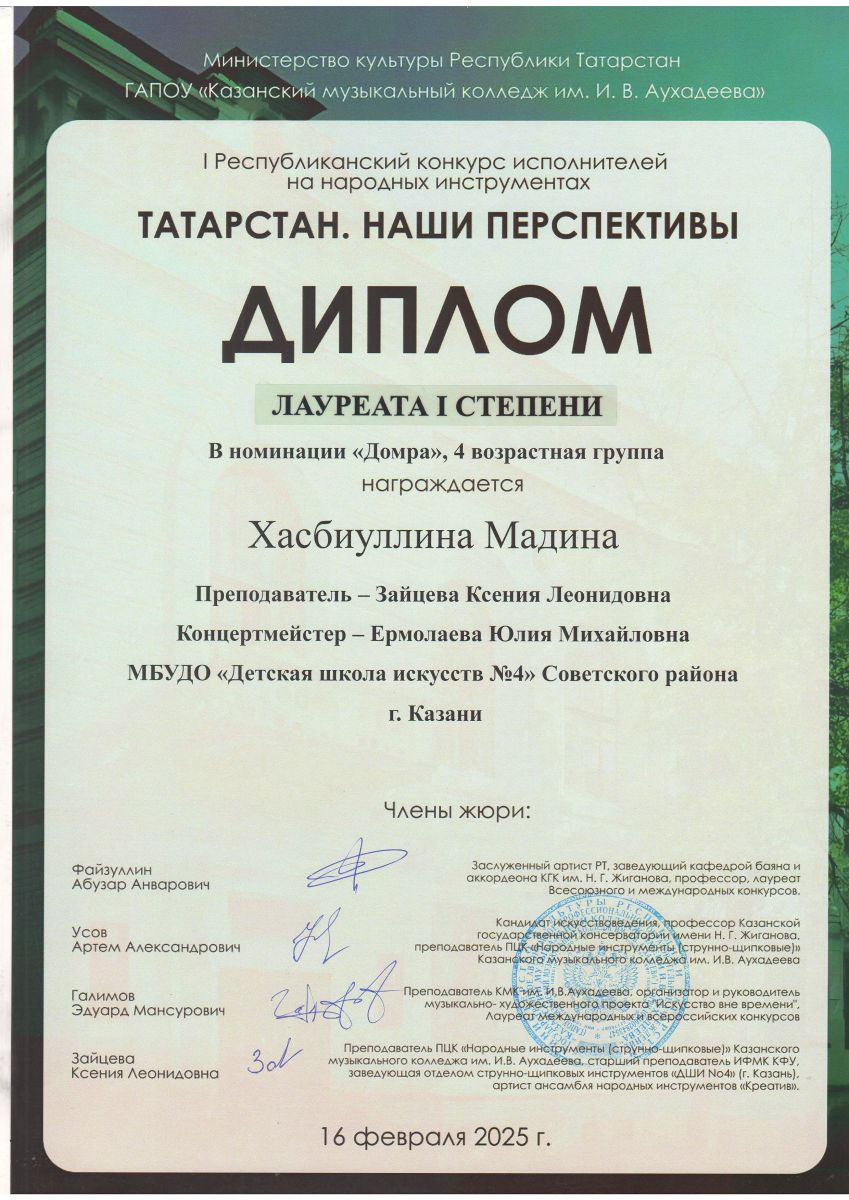 Министерство культуры Республики Татарстан
ГАПОУ «Казанский музыкальный колледж им. И. В. Аухадеева»
I Республиканский конкурс исполнителей
на народных инструментах
ТАТАРСТАН. НАШИ ПЕРСПЕКТИВЫ
ДИПЛОМ
ЛАУРЕАТА I СТЕПЕНИ
В номинации «Домра», 4 возрастная группа
награждается
Хасбиуллина Мадина
Преподаватель – Зайцева Ксения Леонидовна
Концертмейстер – Ермолаева Юлия Михайловна
МБУДО «Детская школа искусств №4» Советского района
г. Казани
Члены жюри:
Файзуллин
Абузар Анварович
Заслуженный артист РТ, заведующий кафедрой баяна и
аккордеона КГК им. Н. Г. Жиганова, профессор, лауреат
Всесоюзного и международных конкурсов.
Усов
Артем Александрович
Кандидат искусствоведения, профессор Казанской
государственной консерватории имени Н. Г. Жиганова,
преподаватель ПЦК «Народные инструменты (струнно-щипковые)»
Казанского музыкального колледжа им. И.В. Аухадеева
Галимов
Эдуард Мансурович
Преподаватель КМК им. И.В.Аухадеева, организатор и руководитель
музыкально- художественного проекта "Искусство вне времени",
Лауреат международных и всероссийских конкурсов
Зайцева
Ксения Леонидовна
Преподаватель ПЦК «Народные инструменты (струнно-щипковые)» Казанского
музыкального колледжа им. И.В. Аухадеева, старший преподаватель ИФМК КФУ,
заведующая отделом струнно-щипковых инструментов «ДШИ No4» (г. Казань),
артист ансамбля народных инструментов «Креатив».
16 февраля 2025 г.